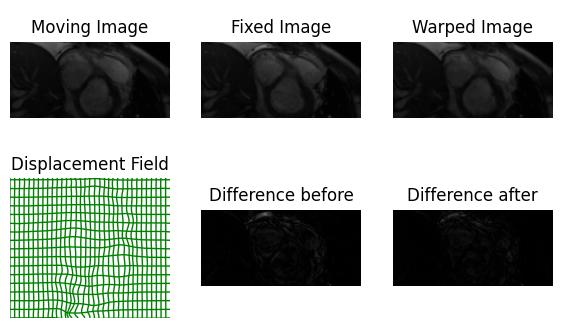 Moving Image
Fixed Image
Warped Image
Displacement Field
Difference before
Difference after